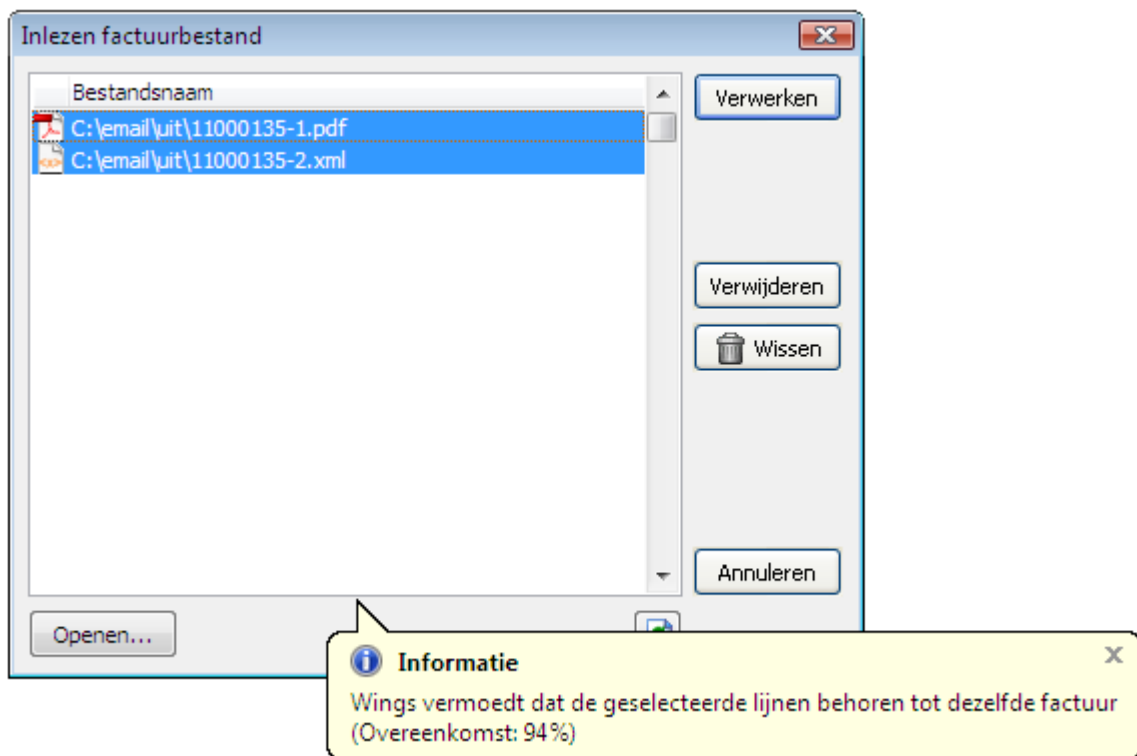 Inlezen factuurbestand
Bestandsnaam
C:\email\uit\11000135-1.pdf
C:\email\uit\11000135-2.xml
Verwerken
Verwijderen
Wissen
Annuleren
Openen...
Informatie
Wings vermoedt dat de geselecteerde lijnen behoren tot dezelfde factuur
(Overeenkomst: 94%)